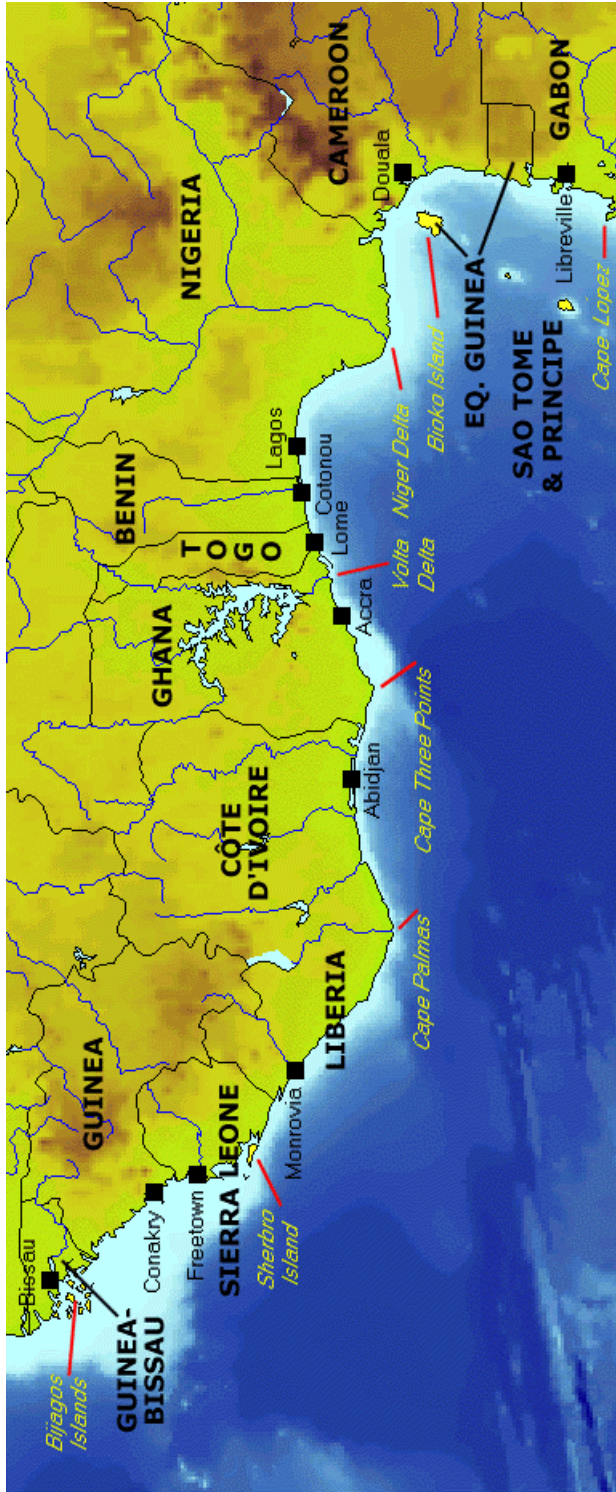 Bissau
Bijagos
Islands
GUINEA-
BISSAU
GUINEA
Conakry
Freetown
SIERRA LEONE
Sherbro
Island
Monrovia
LIBERIA
Cape Palmas
CÔTE
D'IVOIRE
Abidjan
Cape Three Points
GHANA
Accra
Volta
Delta
T
O
G
O
Lome
BENIN
Cotonou
Lagos
NIGERIA
Niger Delta
Bioko Island
CAMEROON
Douala
EQ. GUINEA
SAO TOME
& PRINCIPE
Libreville
GABON
Cape Lopez